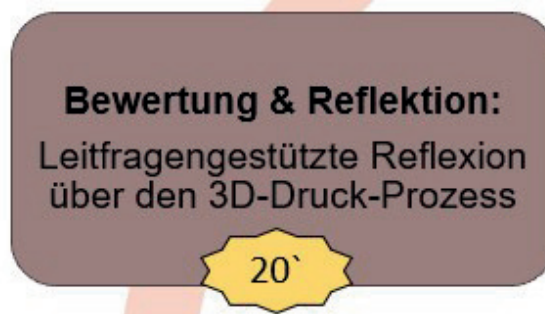 Bewertung & Reflektion:
Leitfragengestützte Reflexion
über den 3D-Druck-Prozess
20`